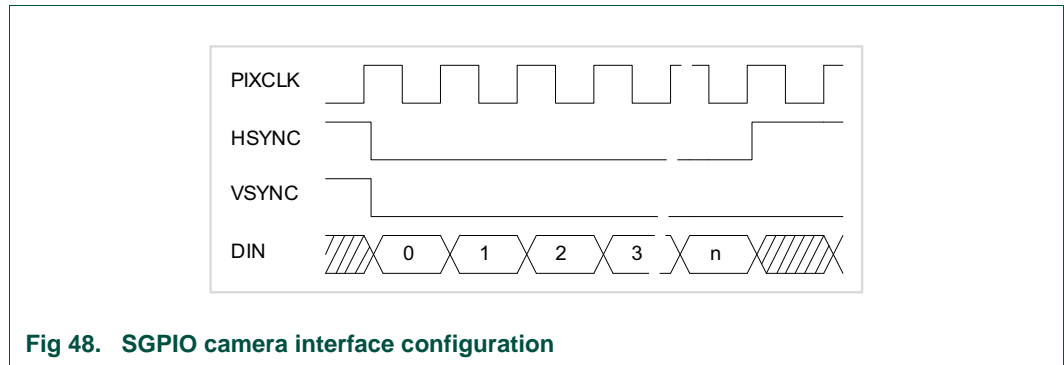 PIXCLK
HSYNC
VSYNC
DIN 0 1 2 3 n
Fig 48. SGPIO camera interface configuration